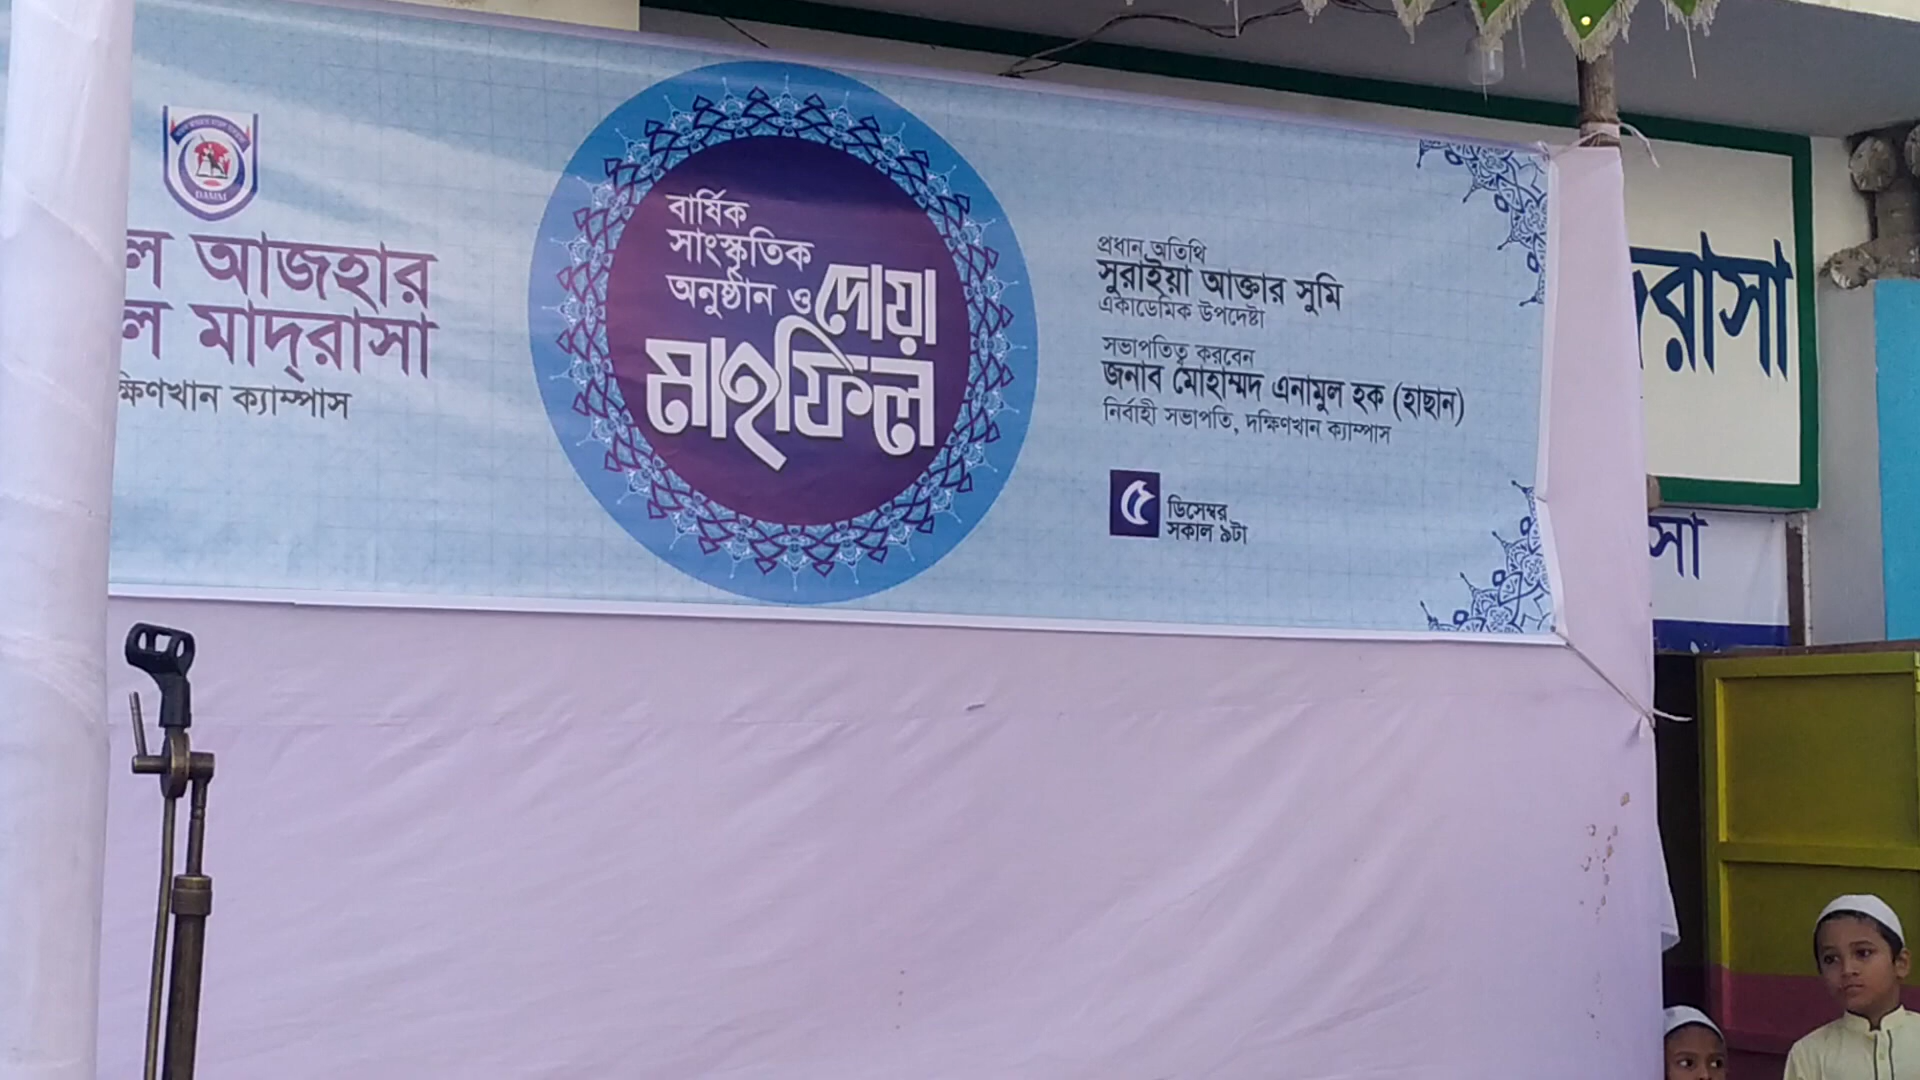 DAMM
ল আজহার
ল মাদ্রাসা
ক্ষিণখান ক্যাম্পাস
বার্ষিক
সাংস্কৃতিক
অনুষ্ঠান ও দোয়া
মাহফিল
প্রধান অতিথি
সুরাইয়া আক্তার সুমি
একাডেমিক উপদেষ্টা
সভাপতিত্ব করবেন
জনাব মোহাম্মদ এনামুল হক (হাছান)
নির্বাহী সভাপতি, দক্ষিণখান ক্যাম্পাস
৫ ডিসেম্বর
সকাল ৯টা
রাসা
সা